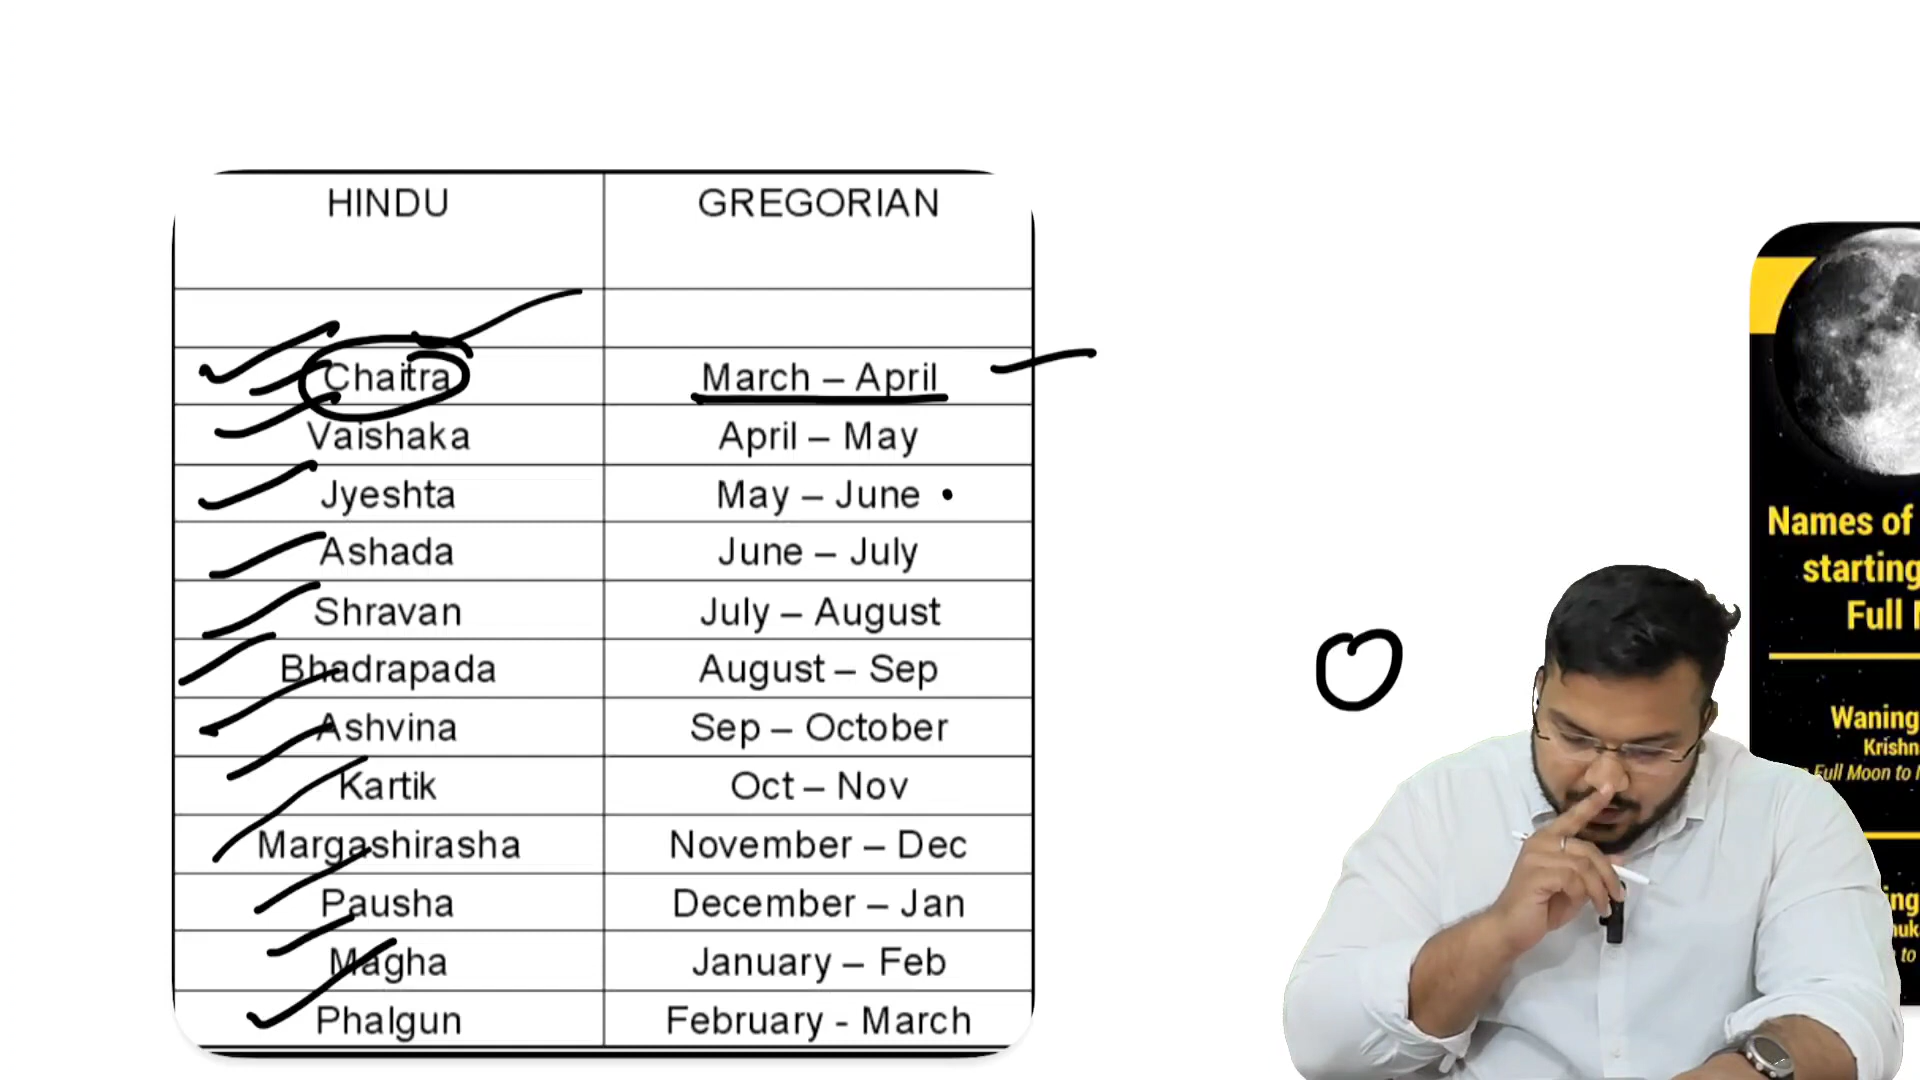 HINDU GREGORIAN
Chaitra March – April
Vaishaka April – May
Jyeshta May – June
Ashada June – July
Shravan July – August
Bhadrapada August – Sep
Ashvina Sep – October
Kartik Oct – Nov
Margashirasha November – Dec
Pausha December – Jan
Magha January – Feb
Phalgun February - March
Names of
starting
Full
Waning
Krishn
Full Moon to
ing
to